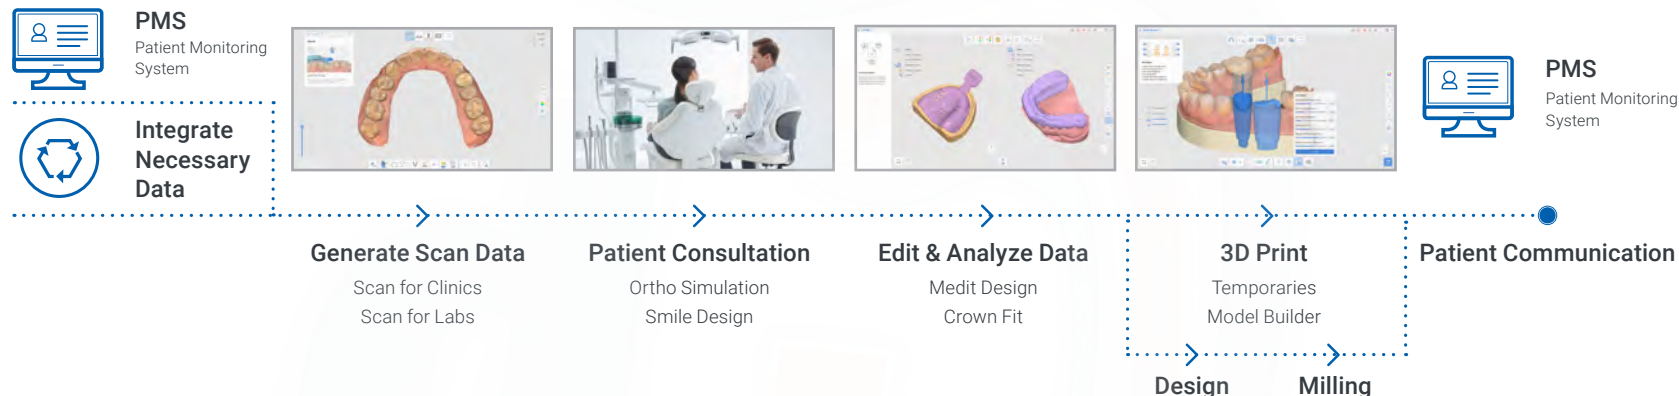 PMS
Patient Monitoring
System
Integrate
Necessary
Data
Generate Scan Data
Scan for Clinics
Scan for Labs
Patient Consultation
Ortho Simulation
Smile Design
Edit & Analyze Data
Medit Design
Crown Fit
3D Print
Temporaries
Model Builder
Design
Milling
PMS
Patient Monitoring
System
Patient Communication